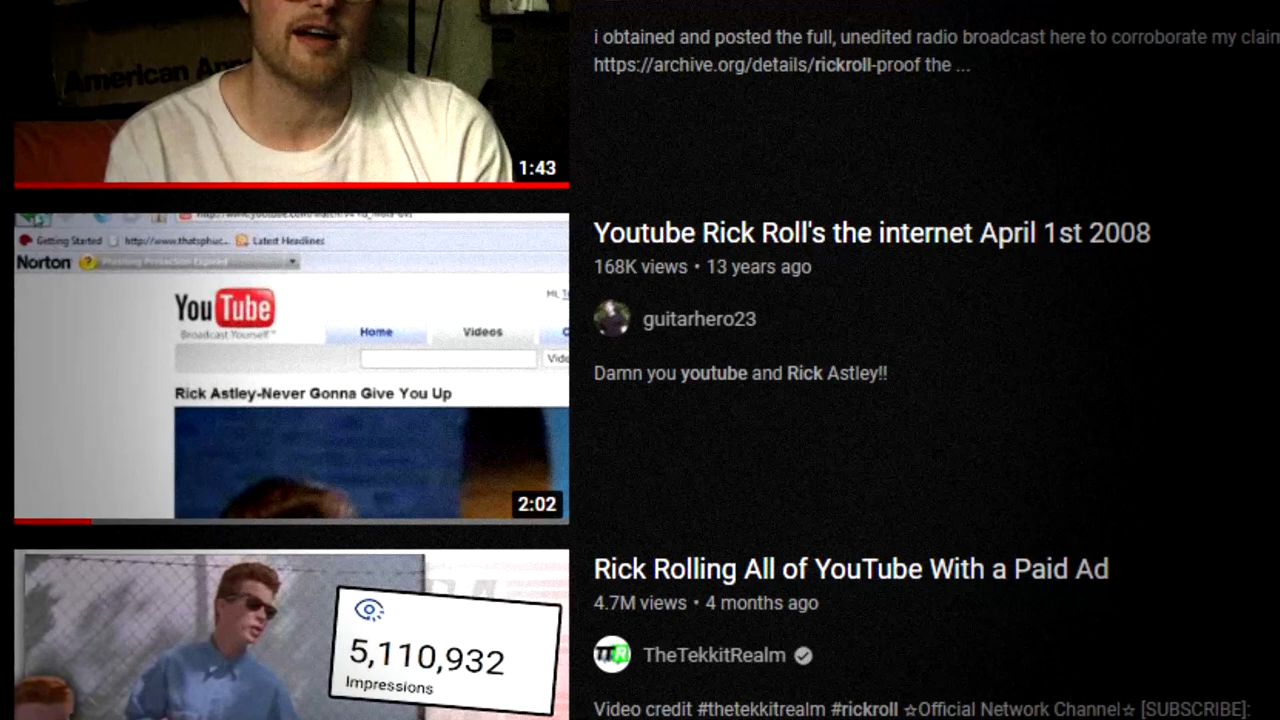 i obtained and posted the full, unedited radio broadcast here to corroborate my clain
https://archive.org/details/rickroll-proof the ...
American App
1:43
Getting Started http://www.thatsphuc... Latest Headlines
Norton
YouTube
Broadcast Yourself™
Home Videos
Rick Astley-Never Gonna Give You Up
2:02
Youtube Rick Roll's the internet April 1st 2008
168K views • 13 years ago
guitarhero23
Damn you youtube and Rick Astley!!
5,110,932
Impressions
Rick Rolling All of YouTube With a Paid Ad
4.7M views • 4 months ago
TheTekkitRealm
Video credit #thetekkitrealm #rickroll ☆Official Network Channel☆ [SUBSCRIBE]: